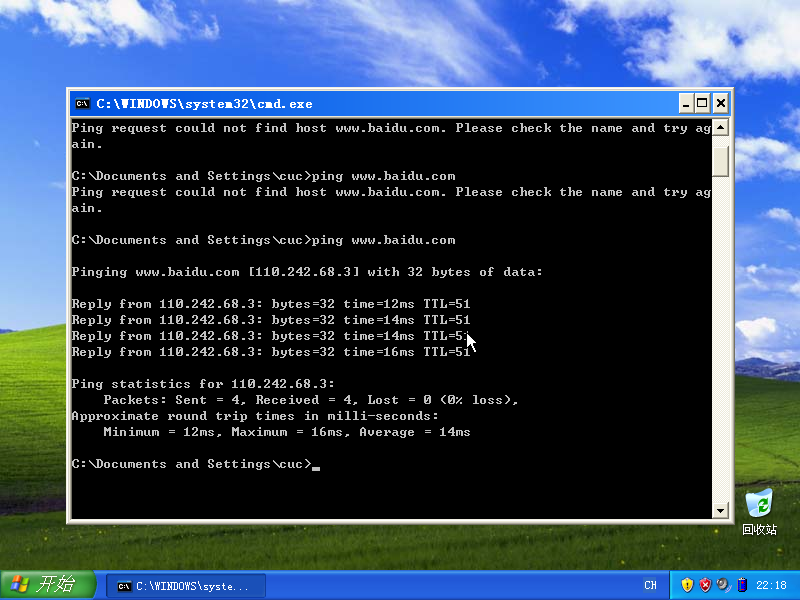 C:\WINDOWS\system32\cmd.exe
Ping request could not find host www.baidu.com. Please check the name and try ag
ain.
C:\Documents and Settings\cuc>ping www.baidu.com
Ping request could not find host www.baidu.com. Please check the name and try ag
ain.
C:\Documents and Settings\cuc>ping www.baidu.com
Pinging www.baidu.com [110.242.68.3] with 32 bytes of data:
Reply from 110.242.68.3: bytes=32 time=12ms TTL=51
Reply from 110.242.68.3: bytes=32 time=14ms TTL=51
Reply from 110.242.68.3: bytes=32 time=14ms TTL=51
Reply from 110.242.68.3: bytes=32 time=16ms TTL=51
Ping statistics for 110.242.68.3:
    Packets: Sent = 4, Received = 4, Lost = 0 (0% loss),
Approximate round trip times in milli-seconds:
    Minimum = 12ms, Maximum = 16ms, Average = 14ms
C:\Documents and Settings\cuc>
回收站
开始
C:\WINDOWS\syste...
CH
22:18